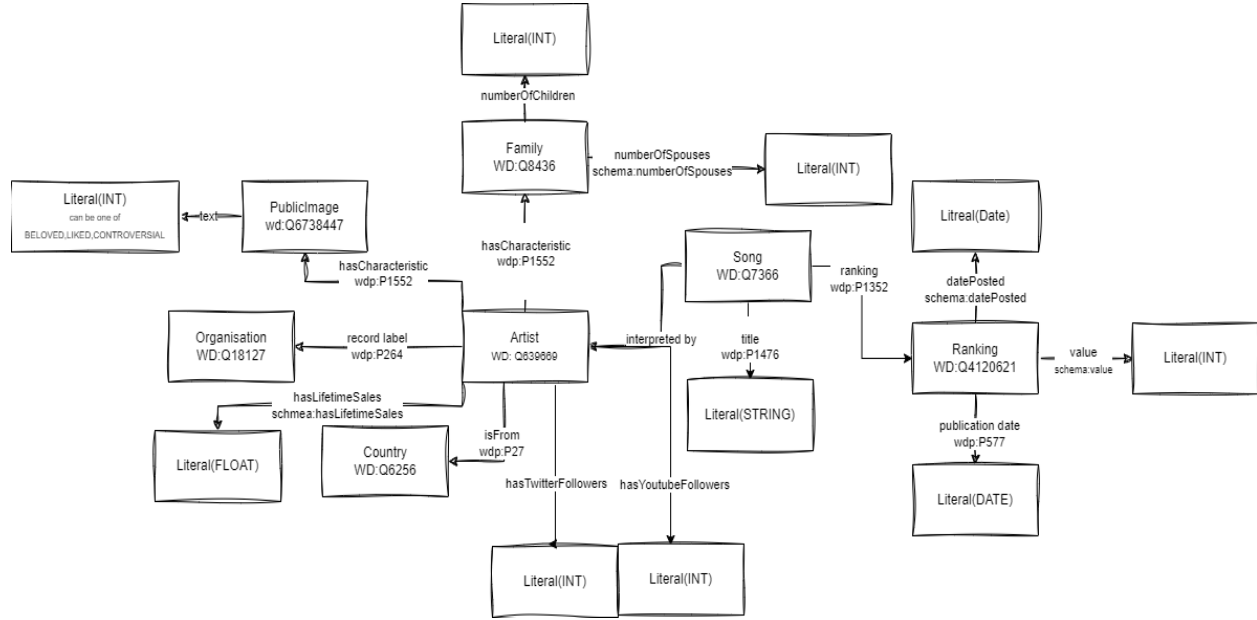 Literal(INT)
numberOfChildren
Family
WD:Q8436
numberOfSpouses
schema:numberOfSpouses
Literal(INT)
Literal(INT)
can be one of
BELOVED,LIKED,CONTROVERSIAL
text
PublicImage
wd:Q6738447
Litreal(Date)
hasCharacteristic
wdp:P1552
Song
WD:Q7366
ranking
wdp:P1352
hasCharacteristic
wdp:P1552
datePosted
schema:datePosted
Organisation
WD:Q18127
record label
wdp:P264
Artist
WD: Q639669
interpreted by
title
wdp:P1476
Ranking
WD:Q4120621
value
schema:value
Literal(INT)
hasLifetimeSales
schmea:hasLifetimeSales
Literal(STRING)
publication date
wdp:P577
isFrom
wdp:P27
Literal(FLOAT)
Country
WD:Q6256
hasTwitterFollowers
hasYoutubeFollowers
Literal(DATE)
Literal(INT)
Literal(INT)